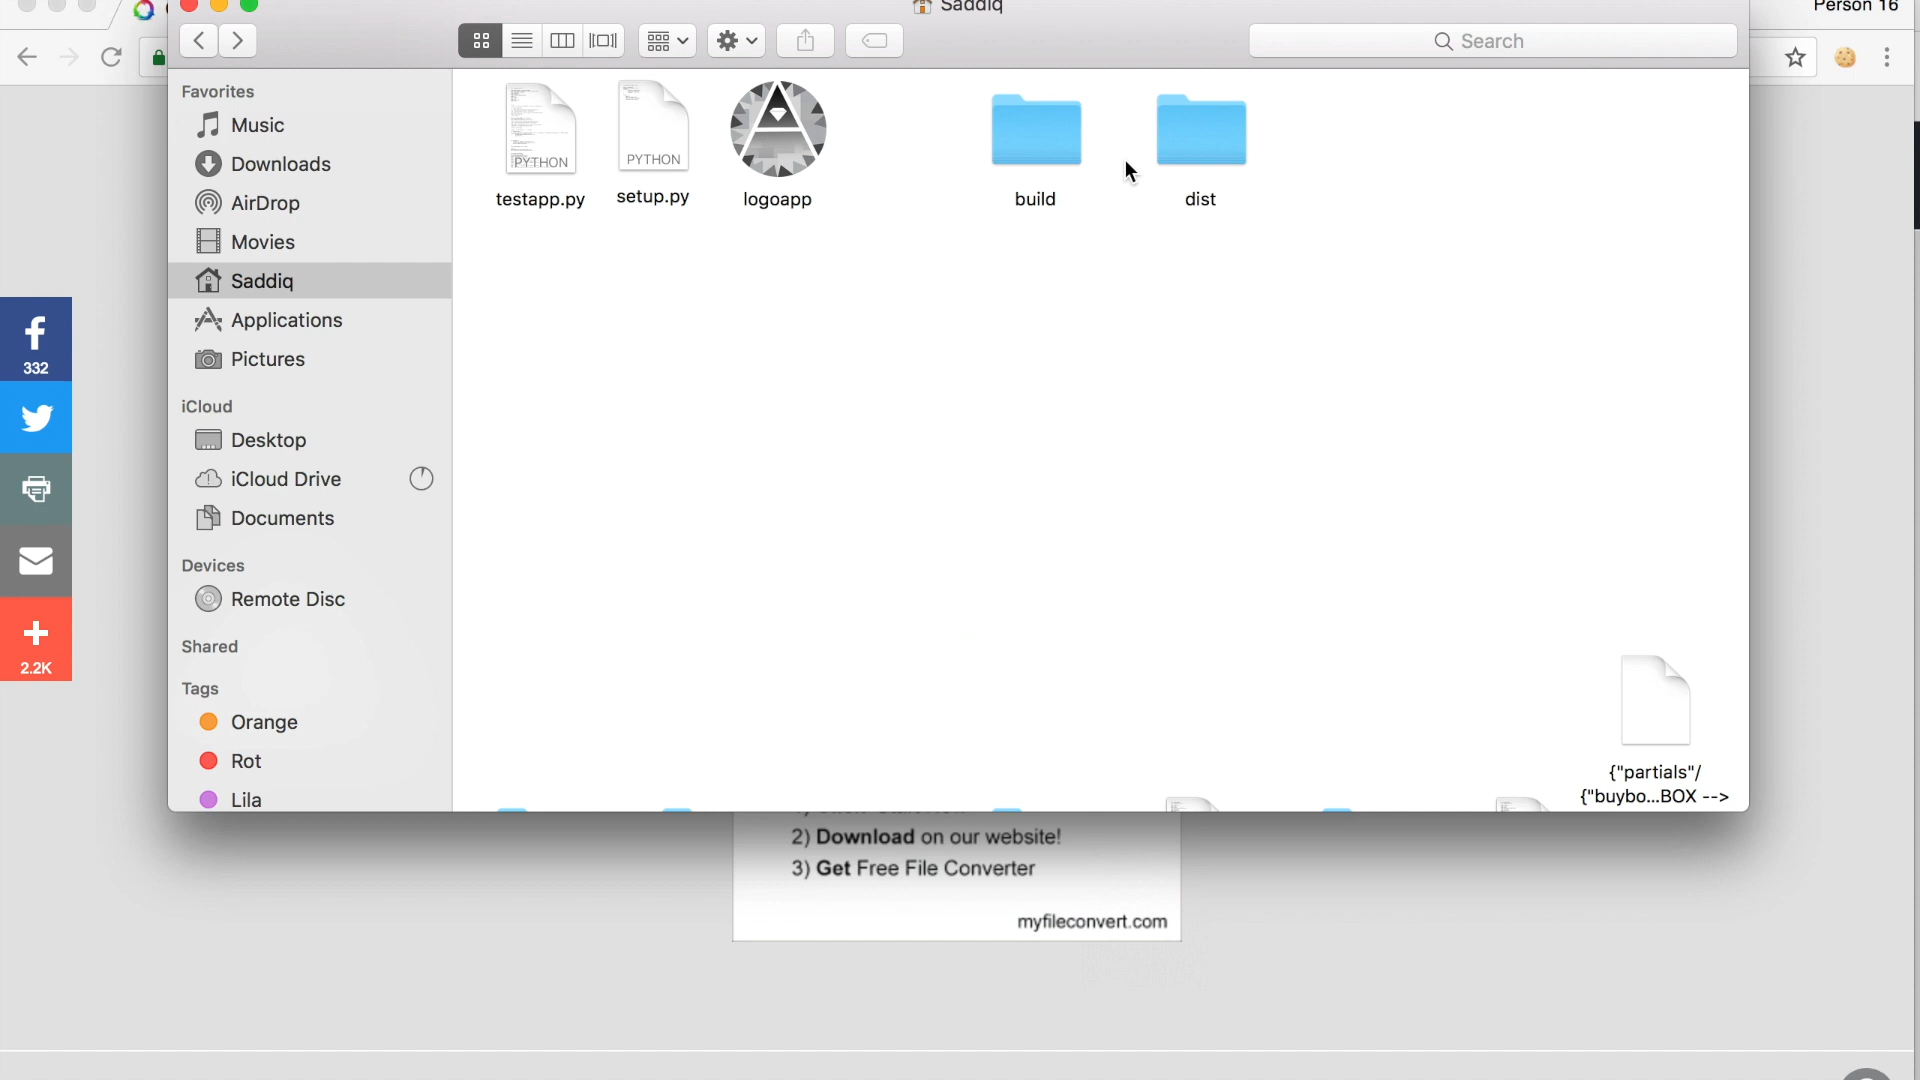 Saddiq
Person 16
Search
Favorites
Music
Downloads
AirDrop
Movies
Saddiq
Applications
Pictures
iCloud
Desktop
iCloud Drive
Documents
Devices
Remote Disc
Shared
Tags
Orange
Rot
Lila
PYTHON
testapp.py
PYTHON
setup.py
logoapp
build
dist
{"partials"/
{"buybo...BOX -->
332
2.2K
2) Download on our website!
3) Get Free File Converter
myfileconvert.com